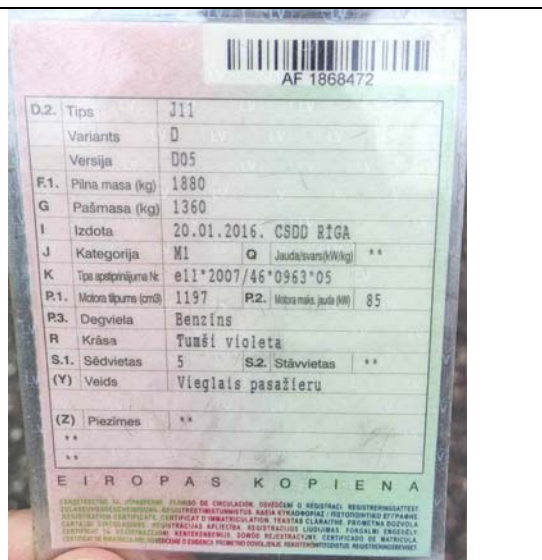 AF 1868472
D.2. Tips J11
Variants D
Versija D05
F.1. Pilna masa (kg) 1880
G Pašmasa (kg) 1360
I Izdota 20.01.2016. CSDD RĪGA
J Kategorija M1 Q Jauda/svars(kW/kg) **
K Tipa apstiprinājuma Nr. e11*2007/46*0963*05
P.1. Motora tilpums (cm3) 1197 P.2. Motora maks. jauda (kW) 85
P.3. Degviela Benzīns
R Krāsa Tumši violeta
S.1. Sēdvietas 5 S.2. Stāvvietas **
(Y) Veids Vieglais pasažieru
(Z) Piezīmes **
**
**
EIROPAS KOPIENA